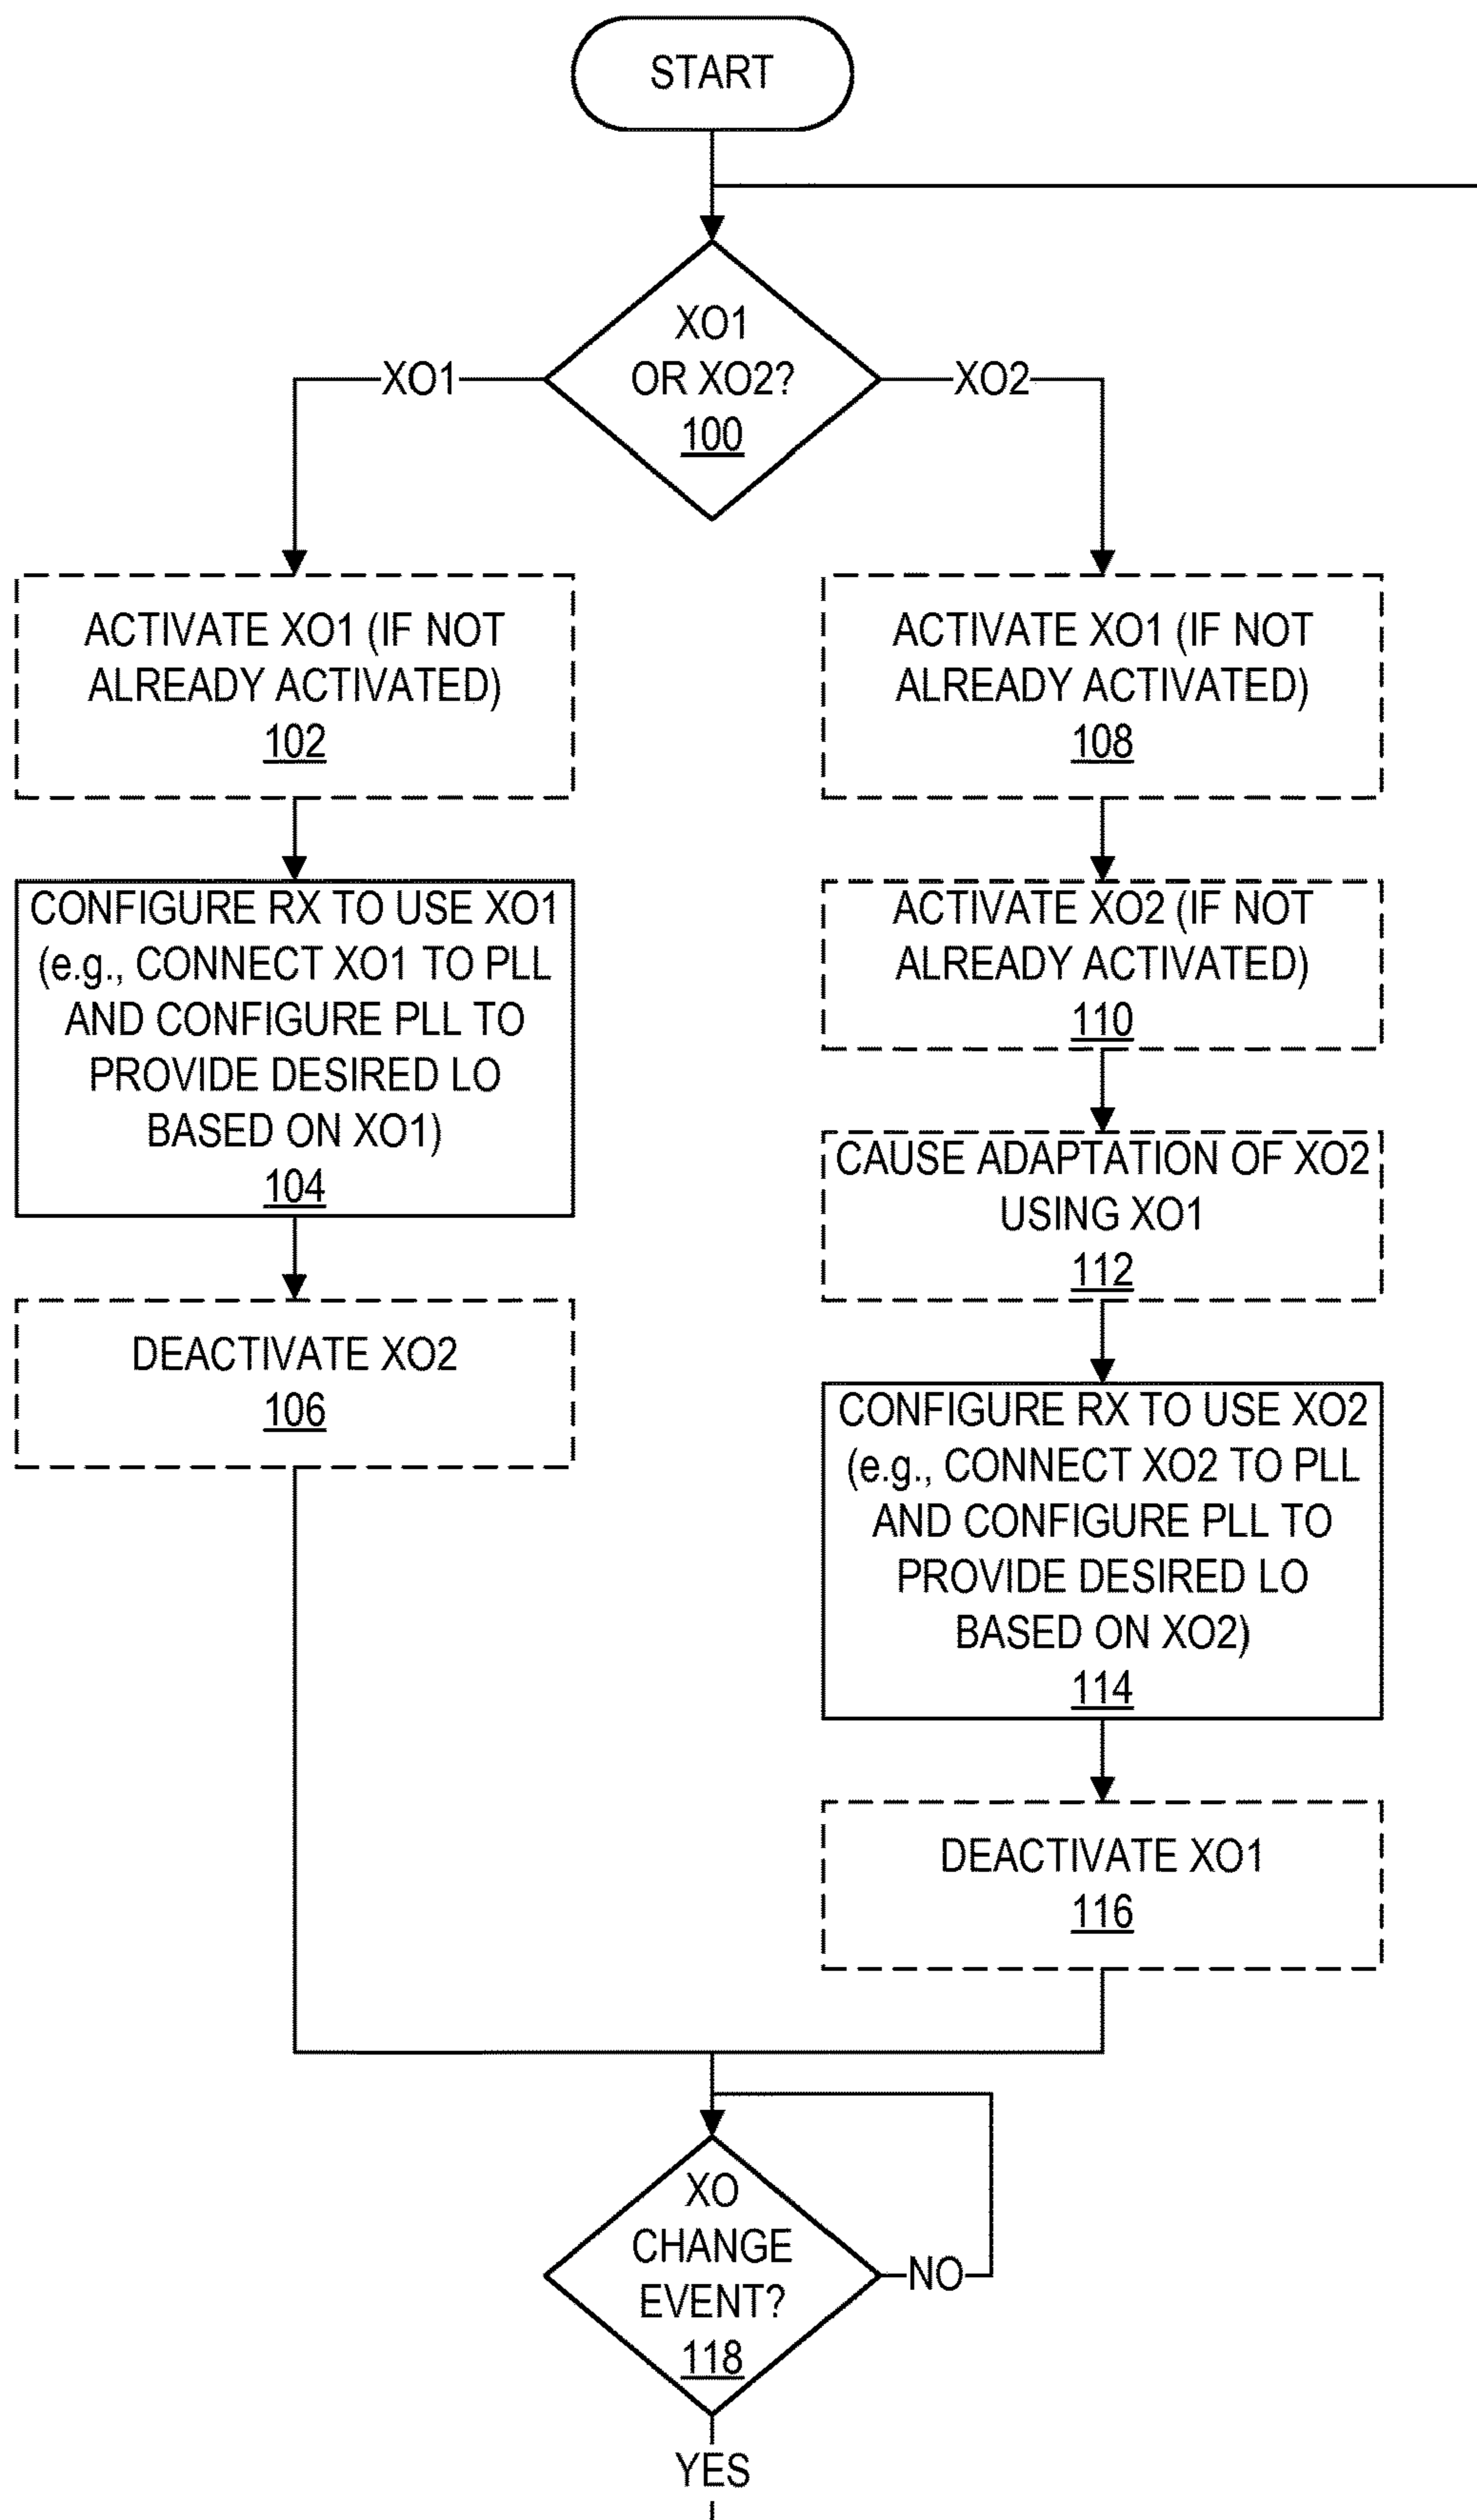 START
XO1
OR XO2?
100
XO1
XO2
ACTIVATE XO1 (IF NOT
ALREADY ACTIVATED)
102
CONFIGURE RX TO USE XO1
(e.g., CONNECT XO1 TO PLL
AND CONFIGURE PLL TO
PROVIDE DESIRED LO
BASED ON XO1)
104
DEACTIVATE XO2
106
ACTIVATE XO1 (IF NOT
ALREADY ACTIVATED)
108
ACTIVATE XO2 (IF NOT
ALREADY ACTIVATED)
110
CAUSE ADAPTATION OF XO2
USING XO1
112
CONFIGURE RX TO USE XO2
(e.g., CONNECT XO2 TO PLL
AND CONFIGURE PLL TO
PROVIDE DESIRED LO
BASED ON XO2)
114
DEACTIVATE XO1
116
XO
CHANGE
EVENT?
118
NO
YES